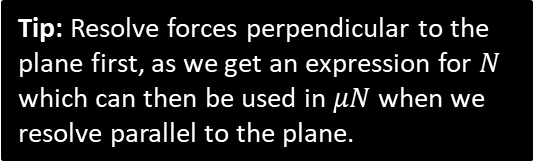 Tip: Resolve forces perpendicular to the
plane first, as we get an expression for N
which can then be used in μN when we
resolve parallel to the plane.